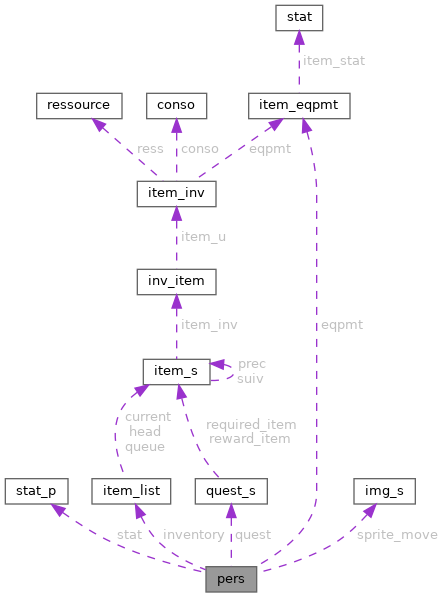 stat
item_stat
ressource
conso
item_eqpmt
ress
conso
eqpmt
item_inv
item_u
inv_item
eqpmt
item_inv
item_s
prec
suiv
current
head
queue
required_item
reward_item
stat_p
item_list
quest_s
img_s
stat
inventory
quest
sprite_move
pers